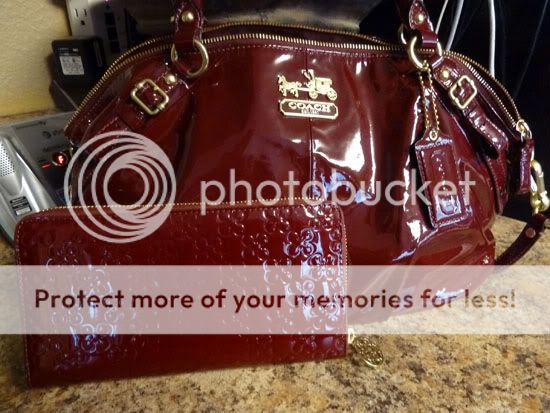 COACH
photobucket
Protect more of your memories for less!